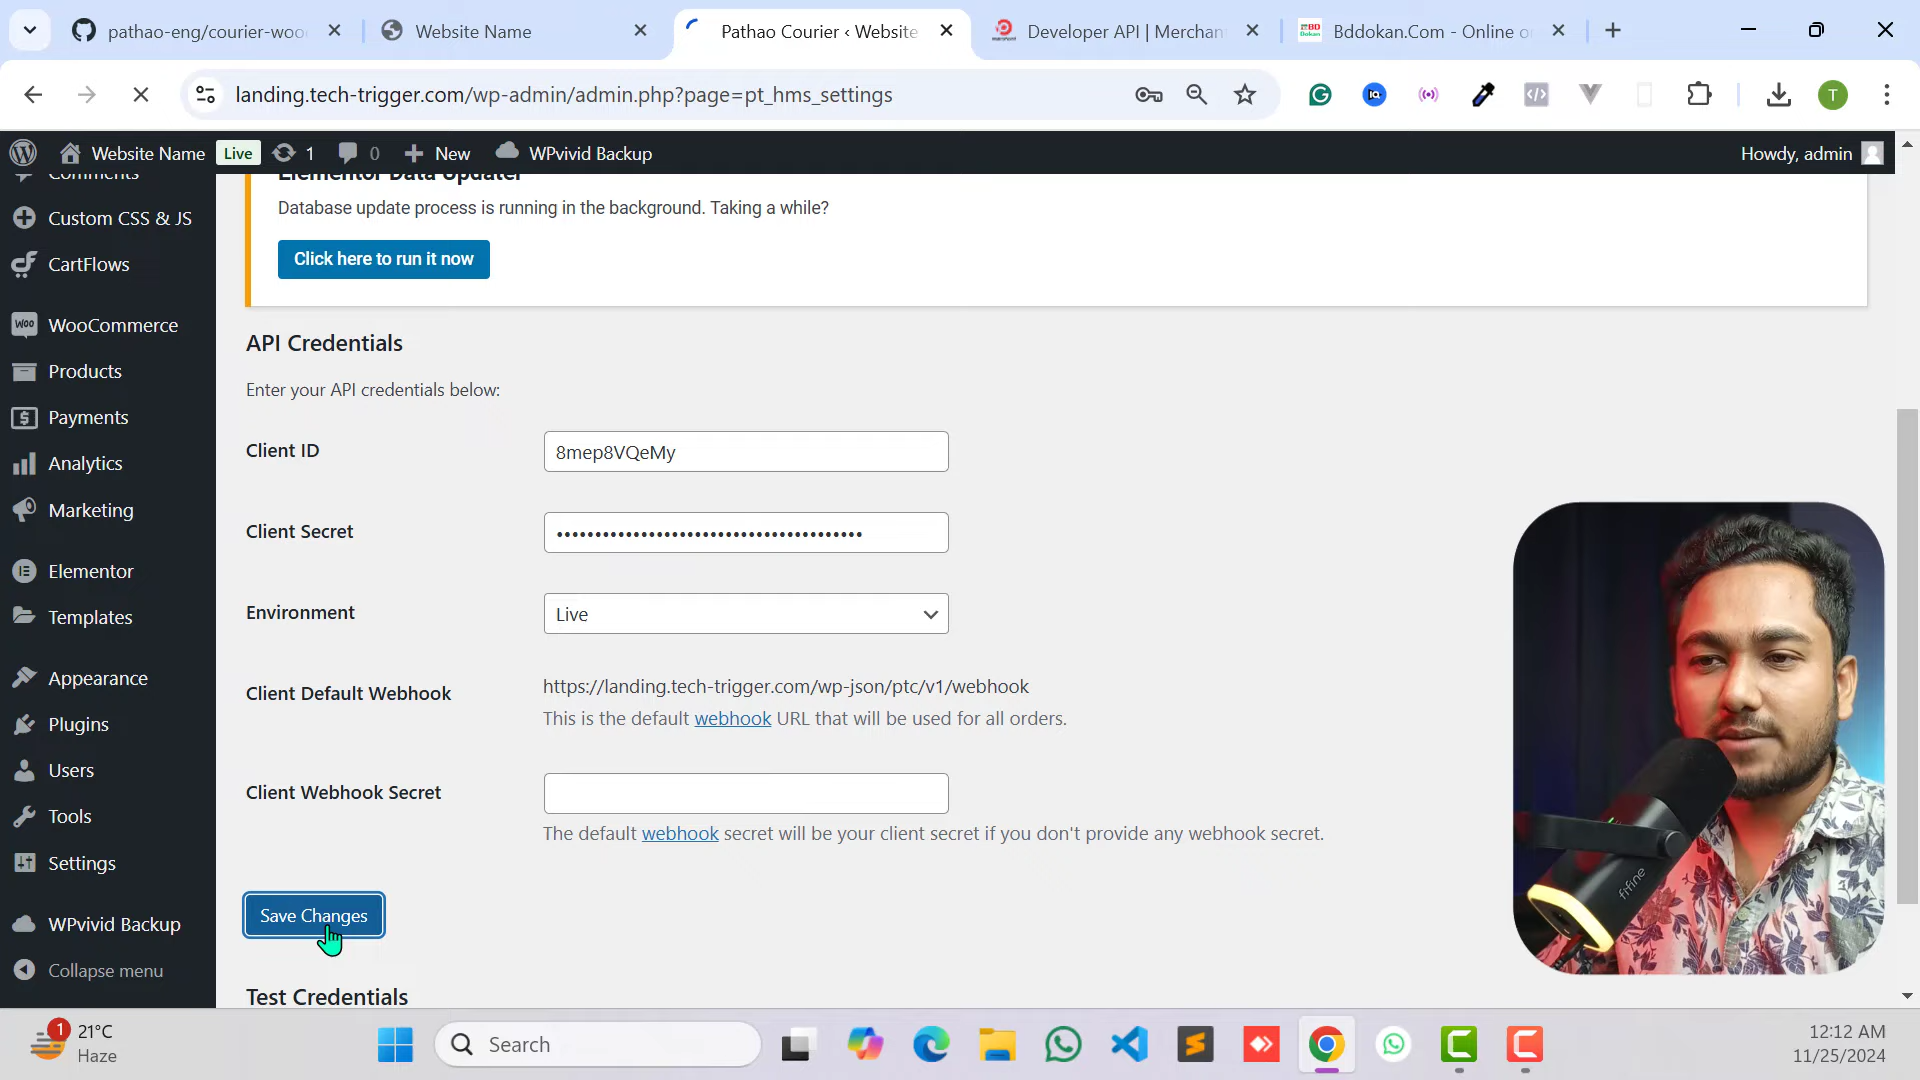 pathao-eng/courier-woo
Website Name
Pathao Courier ‹ Website
Developer API | Merchan
Bddokan.Com - Online o
landing.tech-trigger.com/wp-admin/admin.php?page=pt_hms_settings
T
Website Name
Live
1
0
New
WPvivid Backup
Howdy, admin
Comments
Custom CSS & JS
CartFlows
WooCommerce
Products
Payments
Analytics
Marketing
Elementor
Templates
Appearance
Plugins
Users
Tools
Settings
WPvivid Backup
Collapse menu
Elementor Data Updater
Database update process is running in the background. Taking a while?
Click here to run it now
API Credentials
Enter your API credentials below:
Client ID
8mep8VQeMy
Client Secret
Environment
Live
Client Default Webhook
https://landing.tech-trigger.com/wp-json/ptc/v1/webhook
This is the default webhook URL that will be used for all orders.
Client Webhook Secret
The default webhook secret will be your client secret if you don't provide any webhook secret.
Save Changes
Test Credentials
fifine
1
21°C
Haze
Search
12:12 AM
11/25/2024